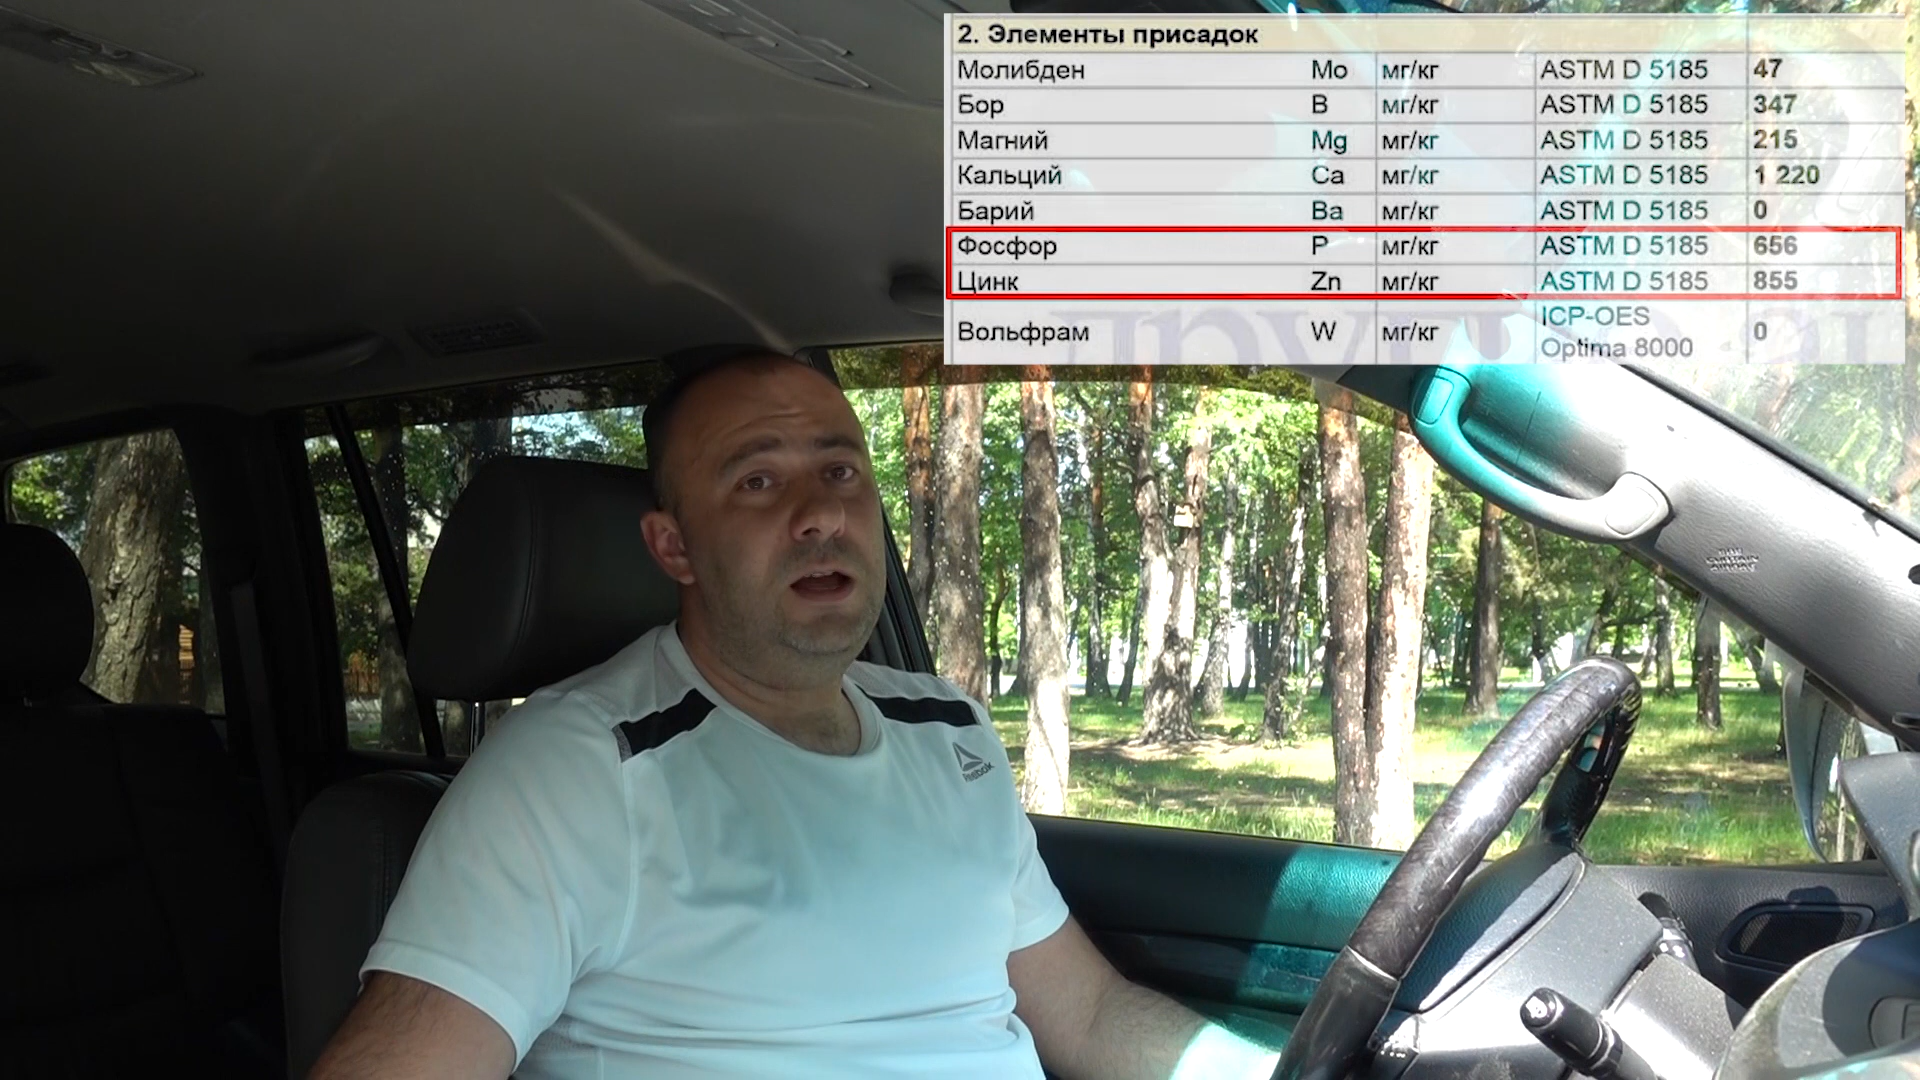 2. Элементы присадок
Молибден Mo мг/кг ASTM D 5185 47
Бор B мг/кг ASTM D 5185 347
Магний Mg мг/кг ASTM D 5185 215
Кальций Ca мг/кг ASTM D 5185 1 220
Барий Ba мг/кг ASTM D 5185 0
Фосфор P мг/кг ASTM D 5185 656
Цинк Zn мг/кг ASTM D 5185 855
Вольфрам W мг/кг ICP-OES Optima 8000 0
Reebok